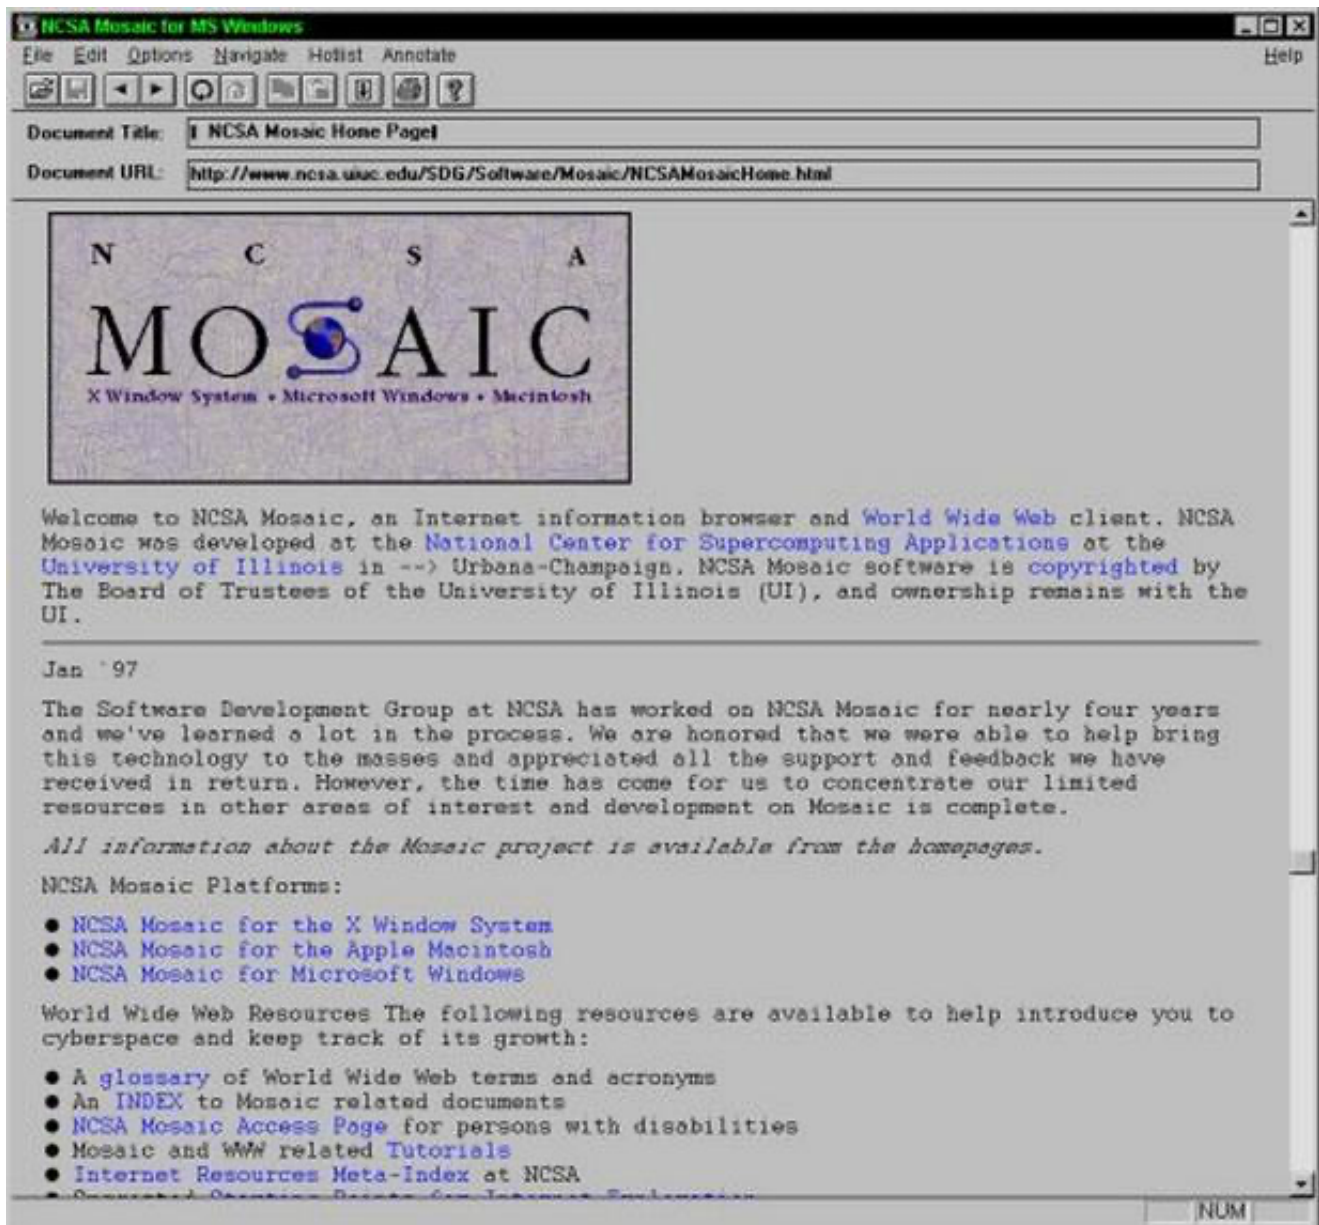 NCSA Mosaic for MS Windows
File Edit Options Navigate Hotlist Annotate Help
Document Title: NCSA Mosaic Home Page
Document URL: http://www.ncsa.uiuc.edu/SDG/Software/Mosaic/NCSAMosaicHome.html
N C S A
MOSAIC
X Window System • Microsoft Windows • Macintosh
Welcome to NCSA Mosaic, an Internet information browser and World Wide Web client. NCSA
Mosaic was developed at the National Center for Supercomputing Applications at the
University of Illinois in --> Urbana-Champaign. NCSA Mosaic software is copyrighted by
The Board of Trustees of the University of Illinois (UI), and ownership remains with the
UI.
Jan `97
The Software Development Group at NCSA has worked on NCSA Mosaic for nearly four years
and we've learned a lot in the process. We are honored that we were able to help bring
this technology to the masses and appreciated all the support and feedback we have
received in return. However, the time has come for us to concentrate our limited
resources in other areas of interest and development on Mosaic is complete.
All information about the Mosaic project is available from the homepages.
NCSA Mosaic Platforms:
● NCSA Mosaic for the X Window System
● NCSA Mosaic for the Apple Macintosh
● NCSA Mosaic for Microsoft Windows
World Wide Web Resources The following resources are available to help introduce you to
cyberspace and keep track of its growth:
● A glossary of World Wide Web terms and acronyms
● An INDEX to Mosaic related documents
● NCSA Mosaic Access Page for persons with disabilities
● Mosaic and WWW related Tutorials
● Internet Resources Meta-Index at NCSA
NUM